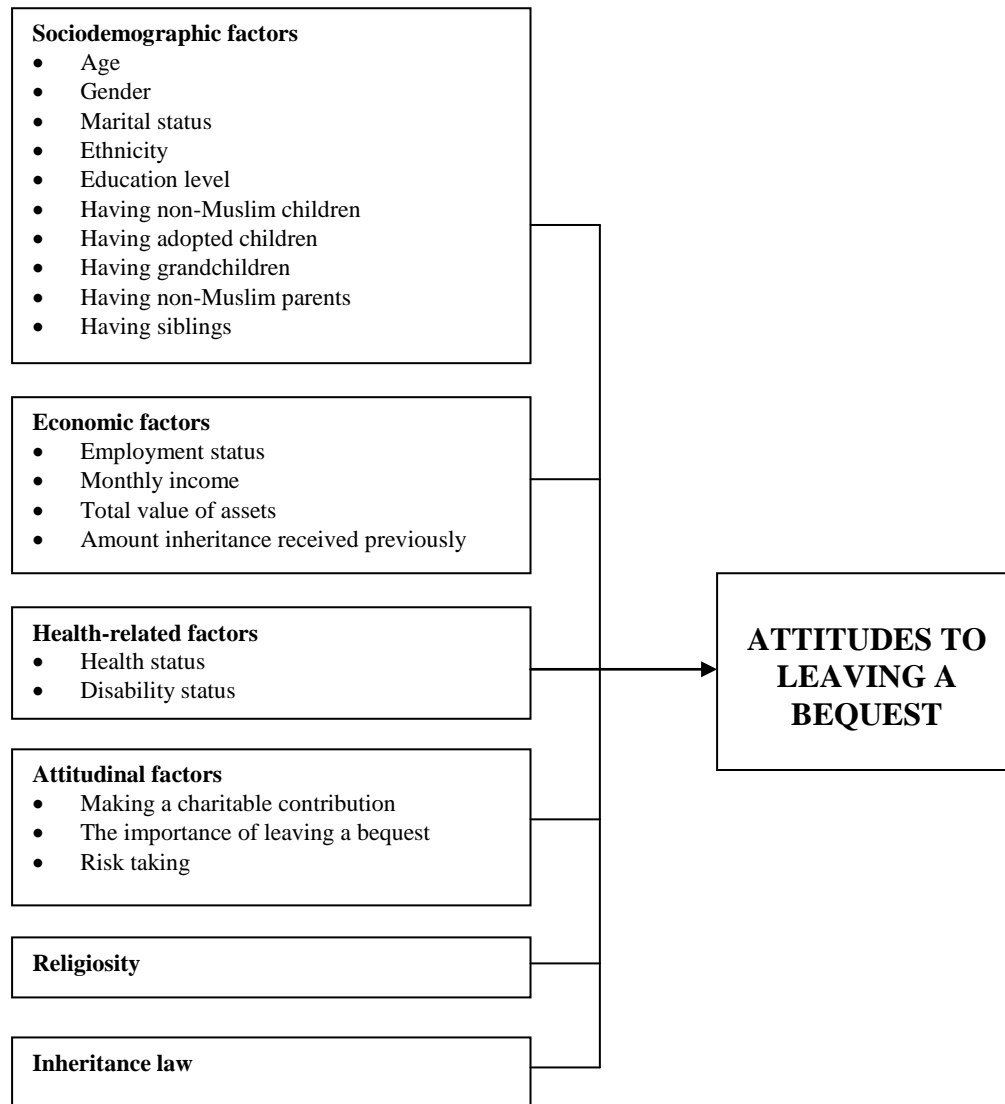 Sociodemographic factors
• Age
• Gender
• Marital status
• Ethnicity
• Education level
• Having non-Muslim children
• Having adopted children
• Having grandchildren
• Having non-Muslim parents
• Having siblings
Economic factors
• Employment status
• Monthly income
• Total value of assets
• Amount inheritance received previously
Health-related factors
• Health status
• Disability status
Attitudinal factors
• Making a charitable contribution
• The importance of leaving a bequest
• Risk taking
Religiosity
Inheritance law
ATTITUDES TO
LEAVING A
BEQUEST